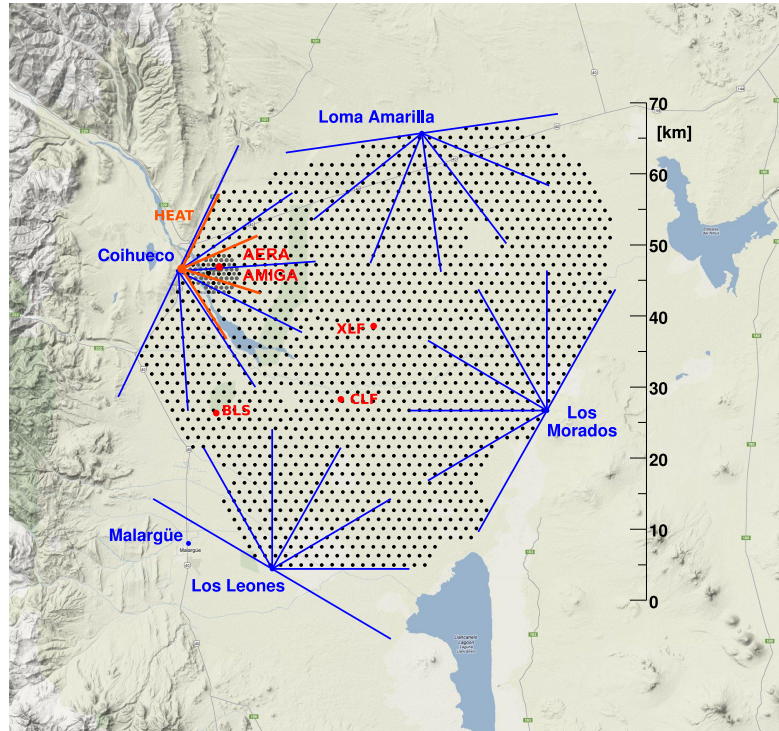 Loma Amarilla
70
[km]
60
HEAT
Coihueco
AERA
AMIGA
50
XLF
40
30
BLS
CLF
Los
Morados
20
10
Malargüe
Malargüe
Los Leones
0